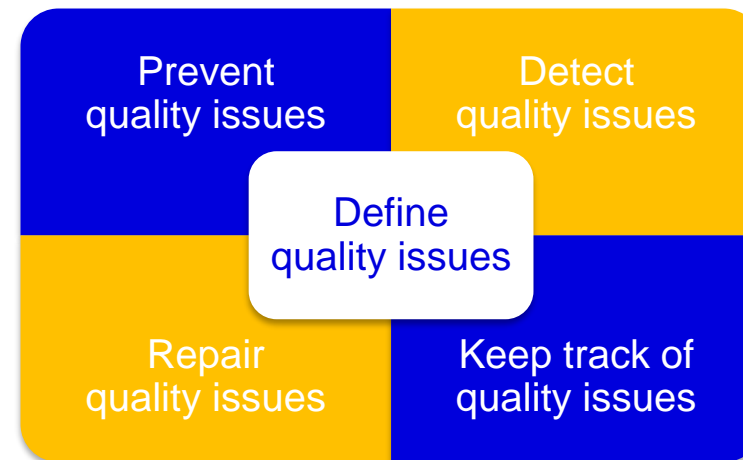 Prevent
quality issues
Detect
quality issues
Define
quality issues
Repair
quality issues
Keep track of
quality issues